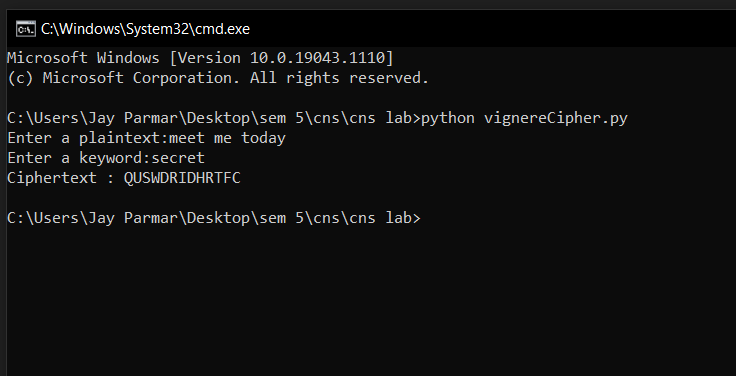 C:\Windows\System32\cmd.exe
Microsoft Windows [Version 10.0.19043.1110]
(c) Microsoft Corporation. All rights reserved.
C:\Users\Jay Parmar\Desktop\sem 5\cns\cns lab>python vignereCipher.py
Enter a plaintext:meet me today
Enter a keyword:secret
Ciphertext : QUSWDRIDHRTFC
C:\Users\Jay Parmar\Desktop\sem 5\cns\cns lab>